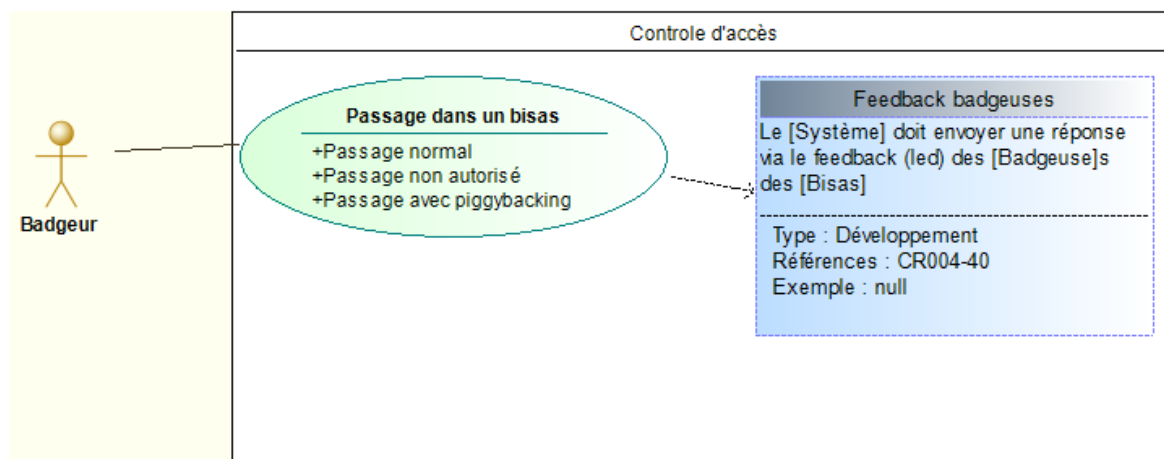 Controle d'accès
Badgeur
Passage dans un bisas
+Passage normal
+Passage non autorisé
+Passage avec piggybacking
Feedback badgeuses
Le [Système] doit envoyer une réponse
via le feedback (led) des [Badgeuse]s
des [Bisas]
Type : Développement
Références : CR004-40
Exemple : null